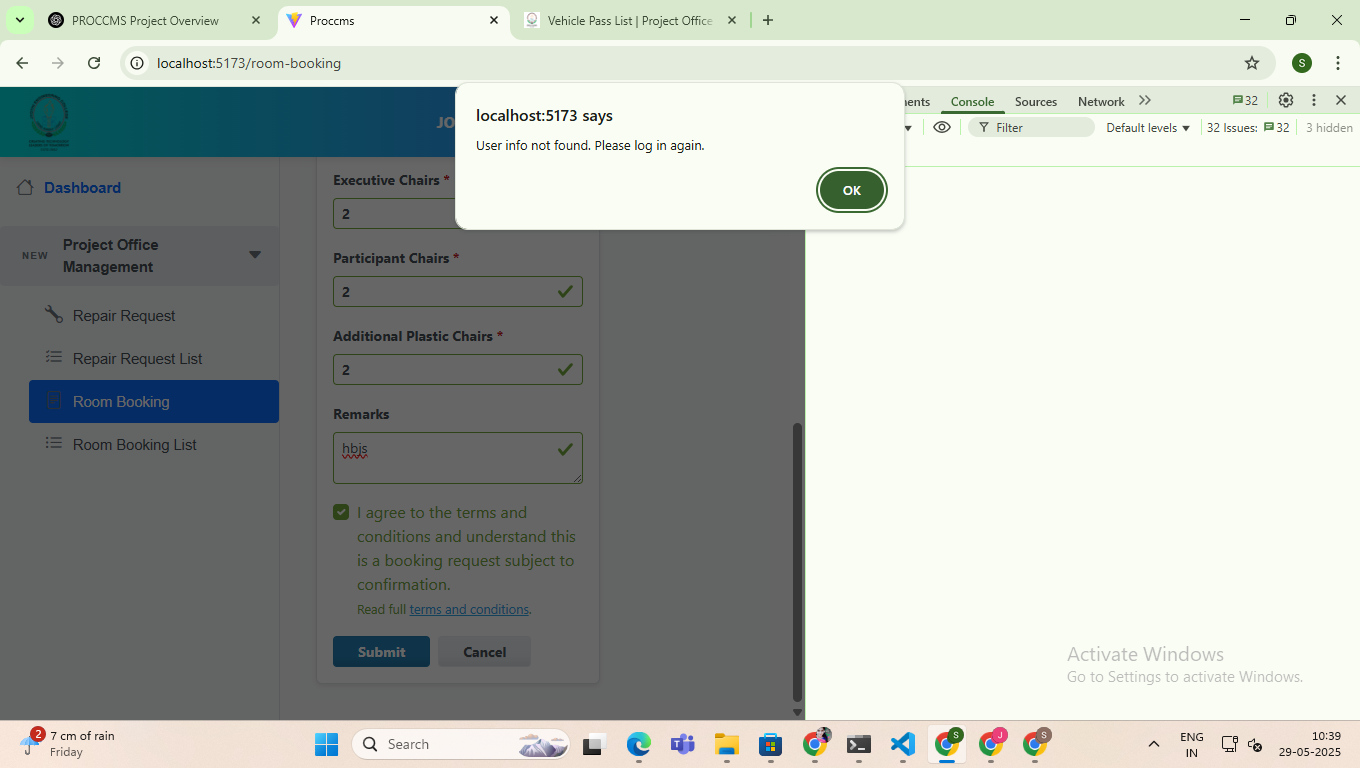 PROCCMS Project Overview
Proccms
Vehicle Pass List | Project Office
localhost:5173/room-booking
S
JO
localhost:5173 says
User info not found. Please log in again.
OK
ments
Console
Sources
Network
32
Filter
Default levels
32 Issues:
32
3 hidden
Dashboard
NEW
Project Office
Management
Repair Request
Repair Request List
Room Booking
Room Booking List
Executive Chairs *
2
Participant Chairs *
2
Additional Plastic Chairs *
2
Remarks
hbjs
I agree to the terms and
conditions and understand this
is a booking request subject to
confirmation.
Read full terms and conditions.
Submit
Cancel
Activate Windows
Go to Settings to activate Windows.
2
7 cm of rain
Friday
Search
S
J
S
ENG
IN
10:39
29-05-2025